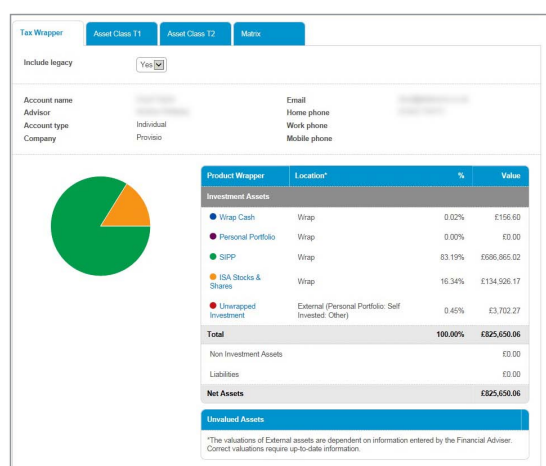 Tax Wrapper Asset Class T1 Asset Class T2 Matrix
Include legacy Yes
Account name Email
Advisor Home phone
Account type Individual Work phone
Company Provisio Mobile phone
Product Wrapper Location* % Value
Investment Assets
Wrap Cash Wrap 0.02% £156.60
Personal Portfolio Wrap 0.00% £0.00
SIPP Wrap 83.19% £686,865.02
ISA Stocks &
Shares Wrap 16.34% £134,926.17
Unwrapped
Investment External (Personal Portfolio: Self
Invested: Other) 0.45% £3,702.27
Total 100.00% £825,650.06
Non Investment Assets £0.00
Liabilities £0.00
Net Assets £825,650.06
Unvalued Assets
*The valuations of External assets are dependent on information entered by the Financial Adviser.
Correct valuations require up-to-date information.